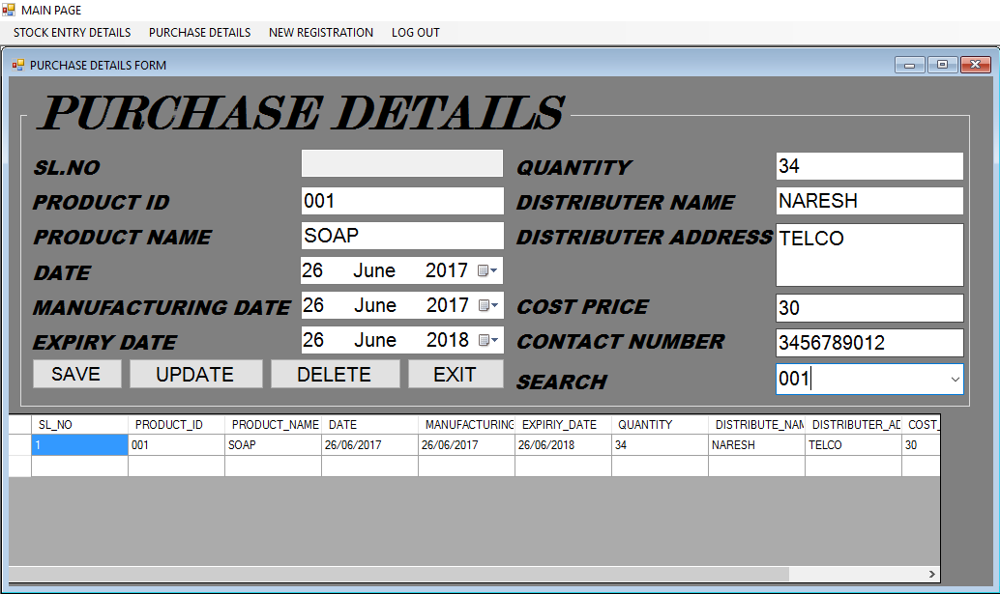 MAIN PAGE
STOCK ENTRY DETAILS PURCHASE DETAILS NEW REGISTRATION LOG OUT
PURCHASE DETAILS FORM
PURCHASE DETAILS
SL.NO
PRODUCT ID 001
PRODUCT NAME SOAP
DATE 26 June 2017
MANUFACTURING DATE 26 June 2017
EXPIRY DATE 26 June 2018
SAVE UPDATE DELETE EXIT
QUANTITY 34
DISTRIBUTER NAME NARESH
DISTRIBUTER ADDRESS TELCO
COST PRICE 30
CONTACT NUMBER 3456789012
SEARCH 001
SL_NO PRODUCT_ID PRODUCT_NAME DATE MANUFACTURING EXPIRIY_DATE QUANTITY DISTRIBUTE_NAM DISTRIBUTER_AD COST_
1 001 SOAP 26/06/2017 26/06/2017 26/06/2018 34 NARESH TELCO 30